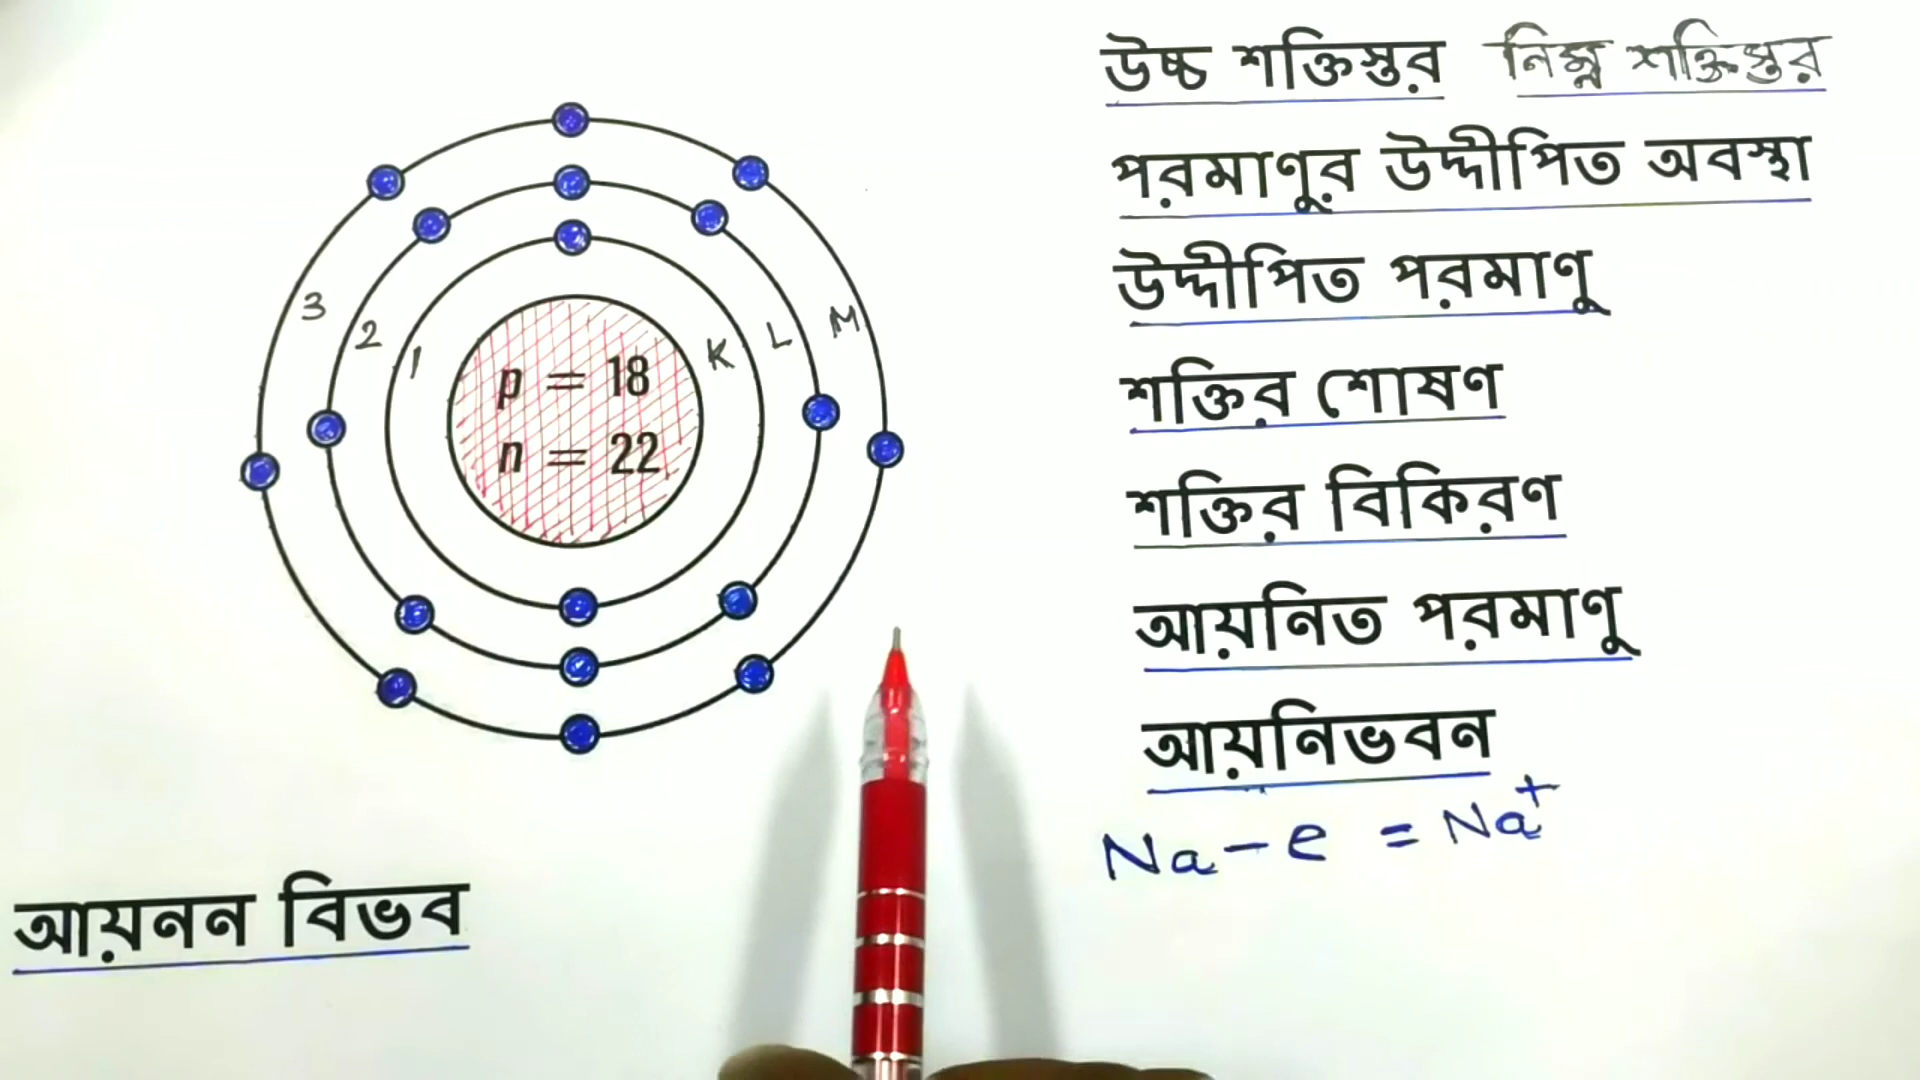 উচ্চ শক্তিস্তর নিম্ন শক্তিস্তর
পরমাণুর উদ্দীপিত অবস্থা
উদ্দীপিত পরমাণু
শক্তির শোষণ
শক্তির বিকিরণ
আয়নিত পরমাণু
আয়নিভবন
Na - e = Na⁺
3 2 1 K L M
p = 18
n = 22
আয়নন বিভব